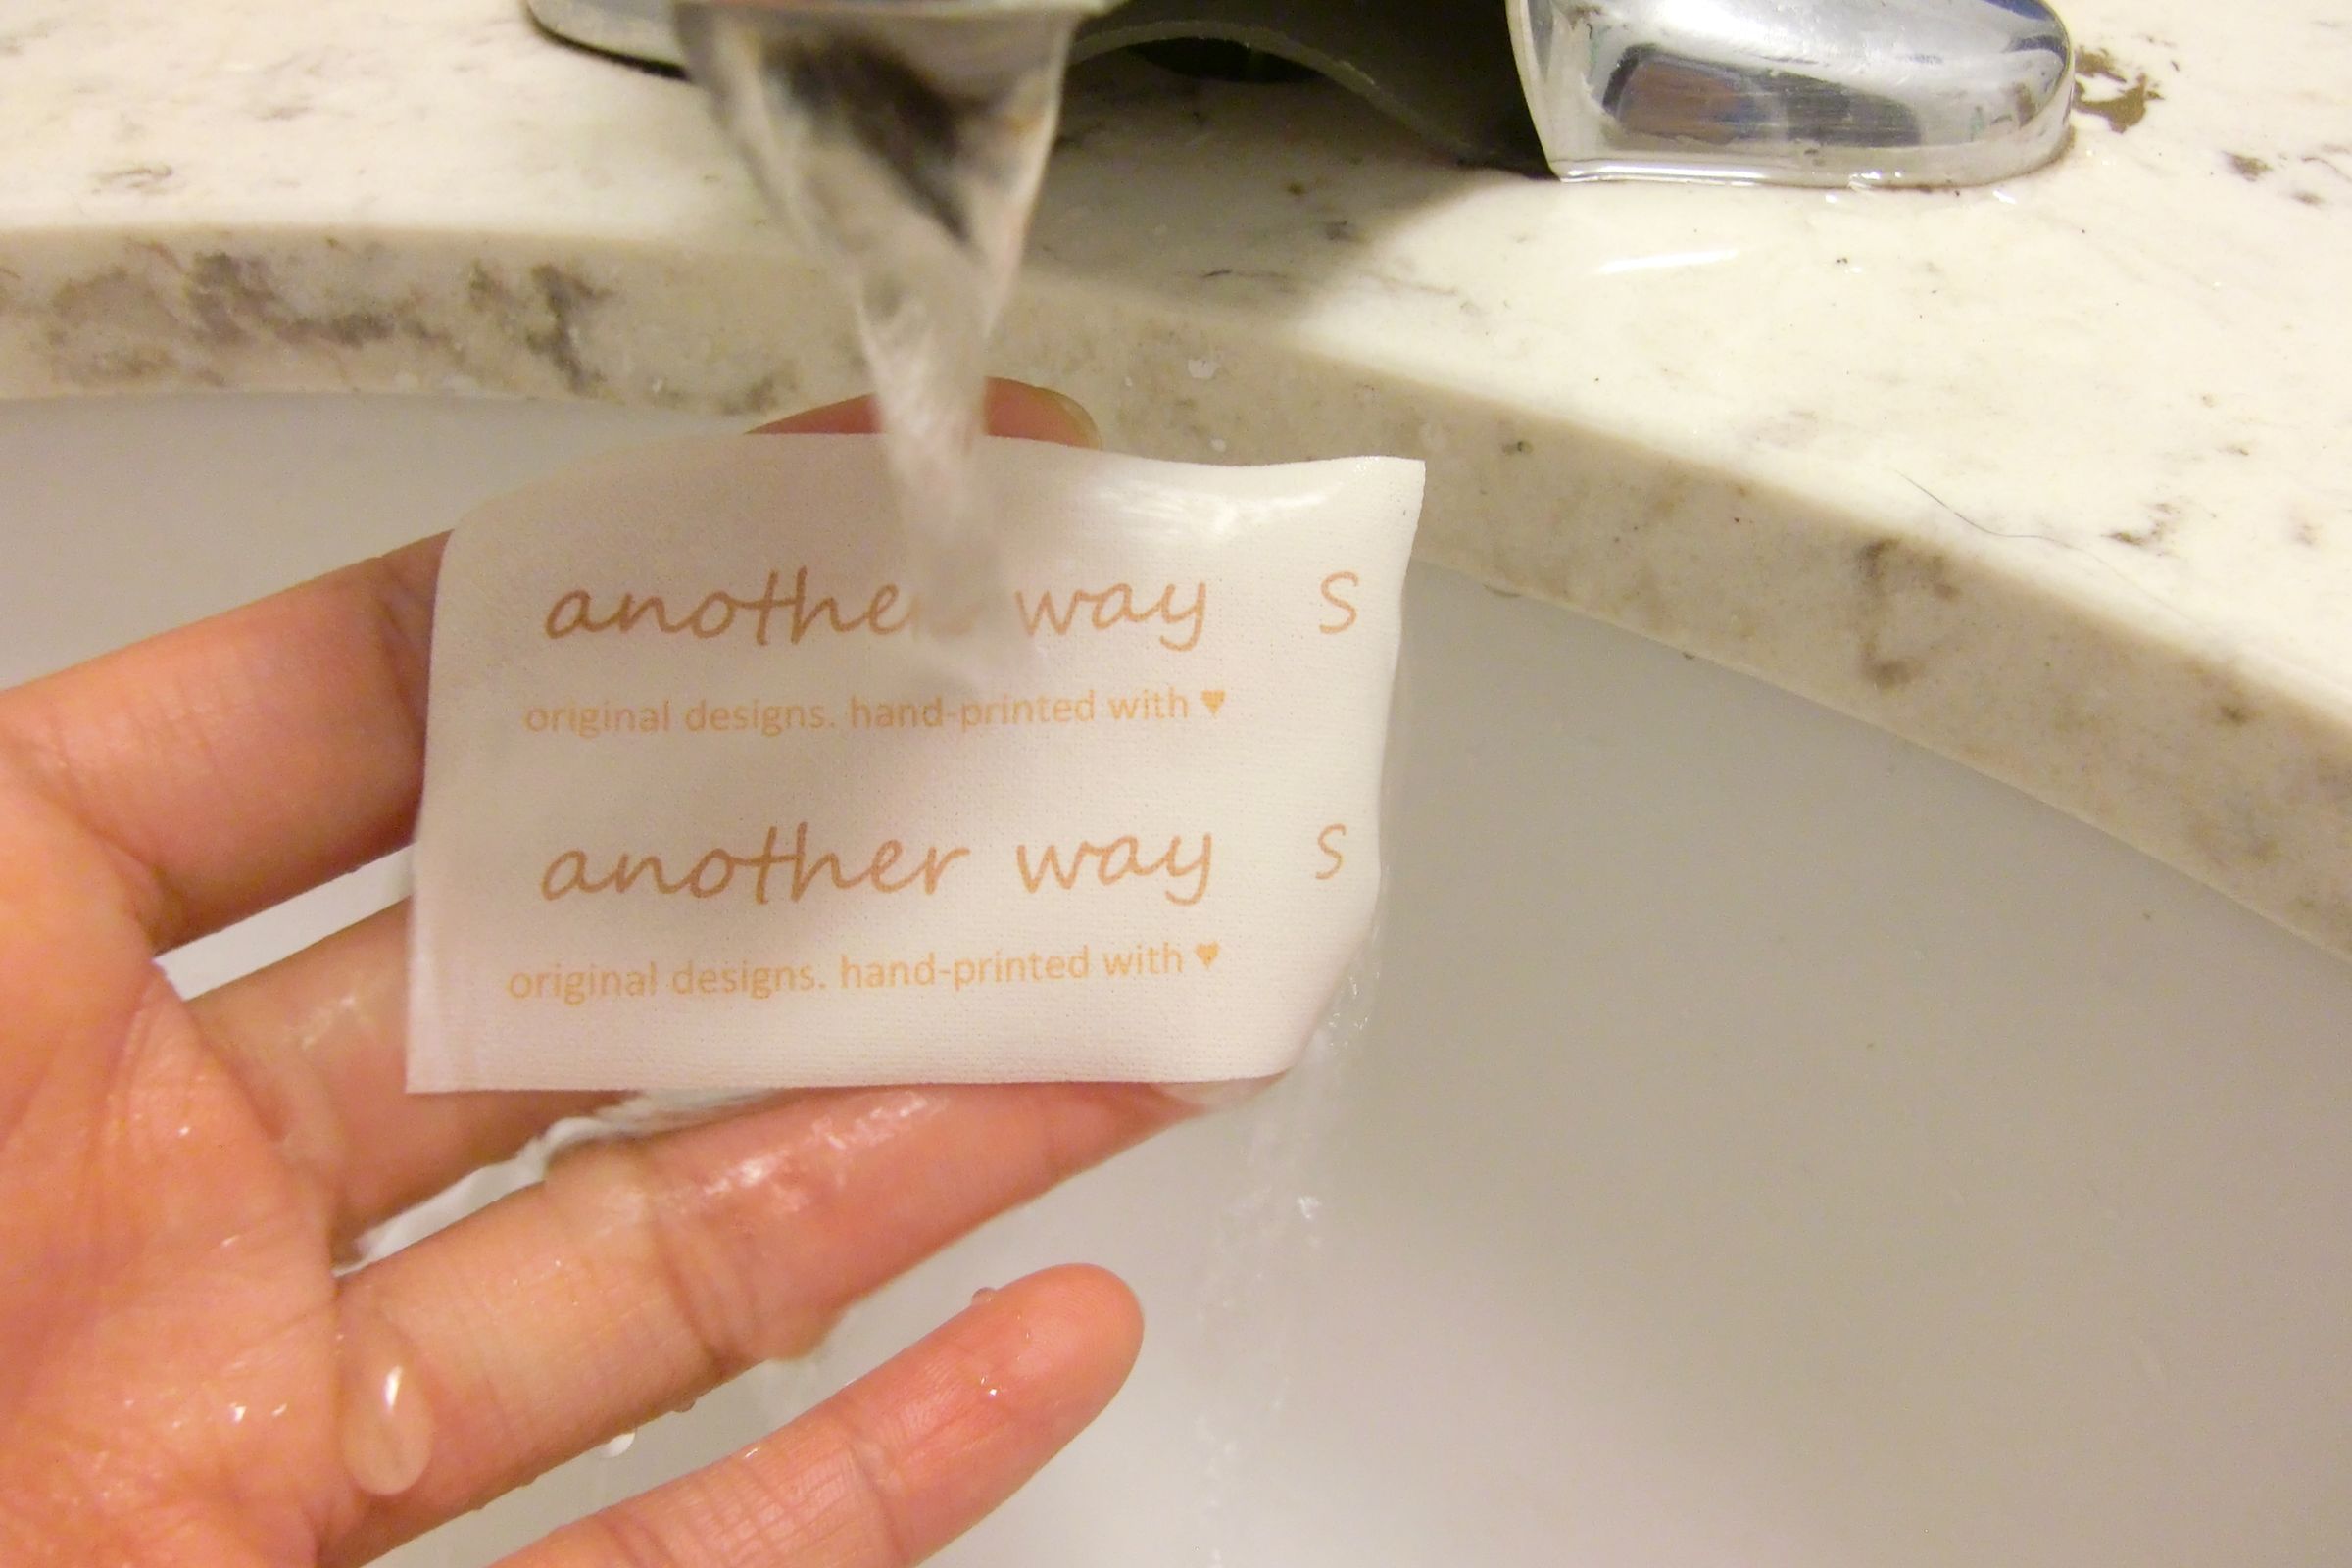 another way S
original designs. hand-printed with ♥
another way S
original designs. hand-printed with ♥